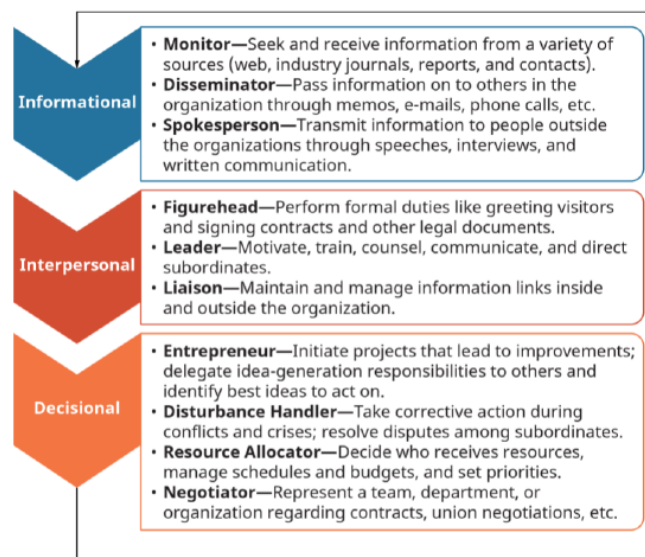 Informational
• Monitor—Seek and receive information from a variety of
sources (web, industry journals, reports, and contacts).
• Disseminator—Pass information on to others in the
organization through memos, e-mails, phone calls, etc.
• Spokesperson—Transmit information to people outside
the organizations through speeches, interviews, and
written communication.
Interpersonal
• Figurehead—Perform formal duties like greeting visitors
and signing contracts and other legal documents.
• Leader—Motivate, train, counsel, communicate, and direct
subordinates.
• Liaison—Maintain and manage information links inside
and outside the organization.
Decisional
• Entrepreneur—Initiate projects that lead to improvements;
delegate idea-generation responsibilities to others and
identify best ideas to act on.
• Disturbance Handler—Take corrective action during
conflicts and crises; resolve disputes among subordinates.
• Resource Allocator—Decide who receives resources,
manage schedules and budgets, and set priorities.
• Negotiator—Represent a team, department, or
organization regarding contracts, union negotiations, etc.